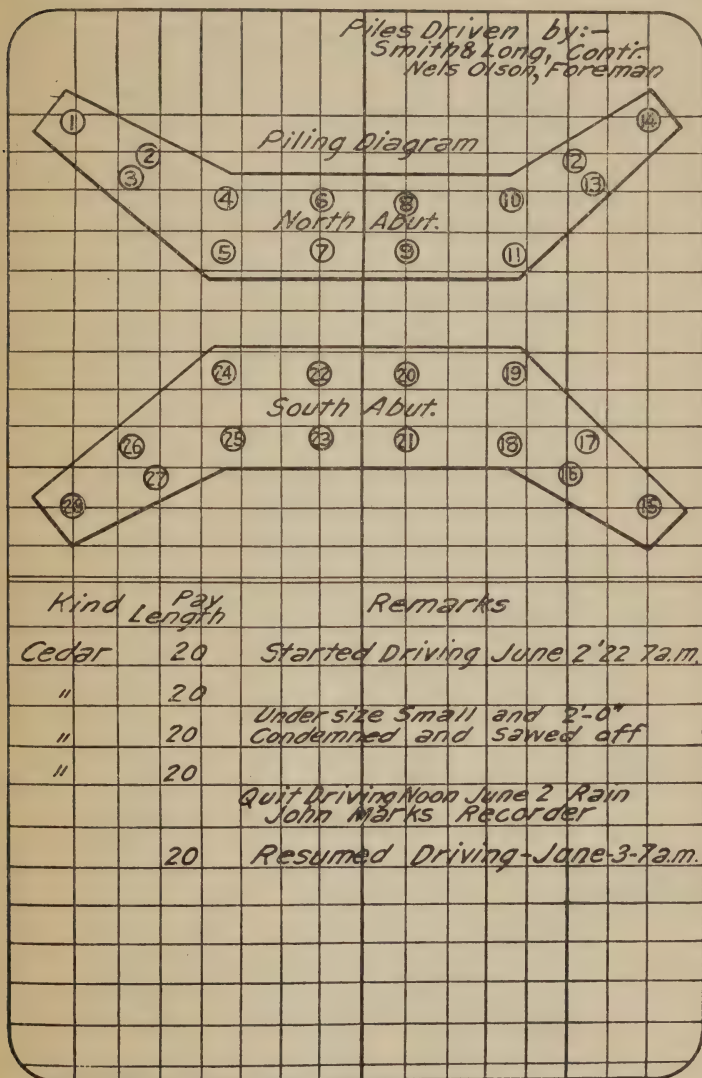 Piles Driven by:-
Smith & Long, Contr.
Nels Olson, Foreman
Piling Diagram
1 2 3 4 6 8 10 12 13 14
North Abut.
5 7 9 11
24 22 20 19
South Abut.
26 25 23 21 18 17
27 16
28 15
Kind Pay Length Remarks
Cedar 20 Started Driving June 2 '22 7a.m.
" 20
Under size Small and 2'-0"
" 20 Condemned and sawed off
" 20
Quit Driving Noon June 2 Rain
John Marks Recorder
20 Resumed Driving-June-3-7a.m.